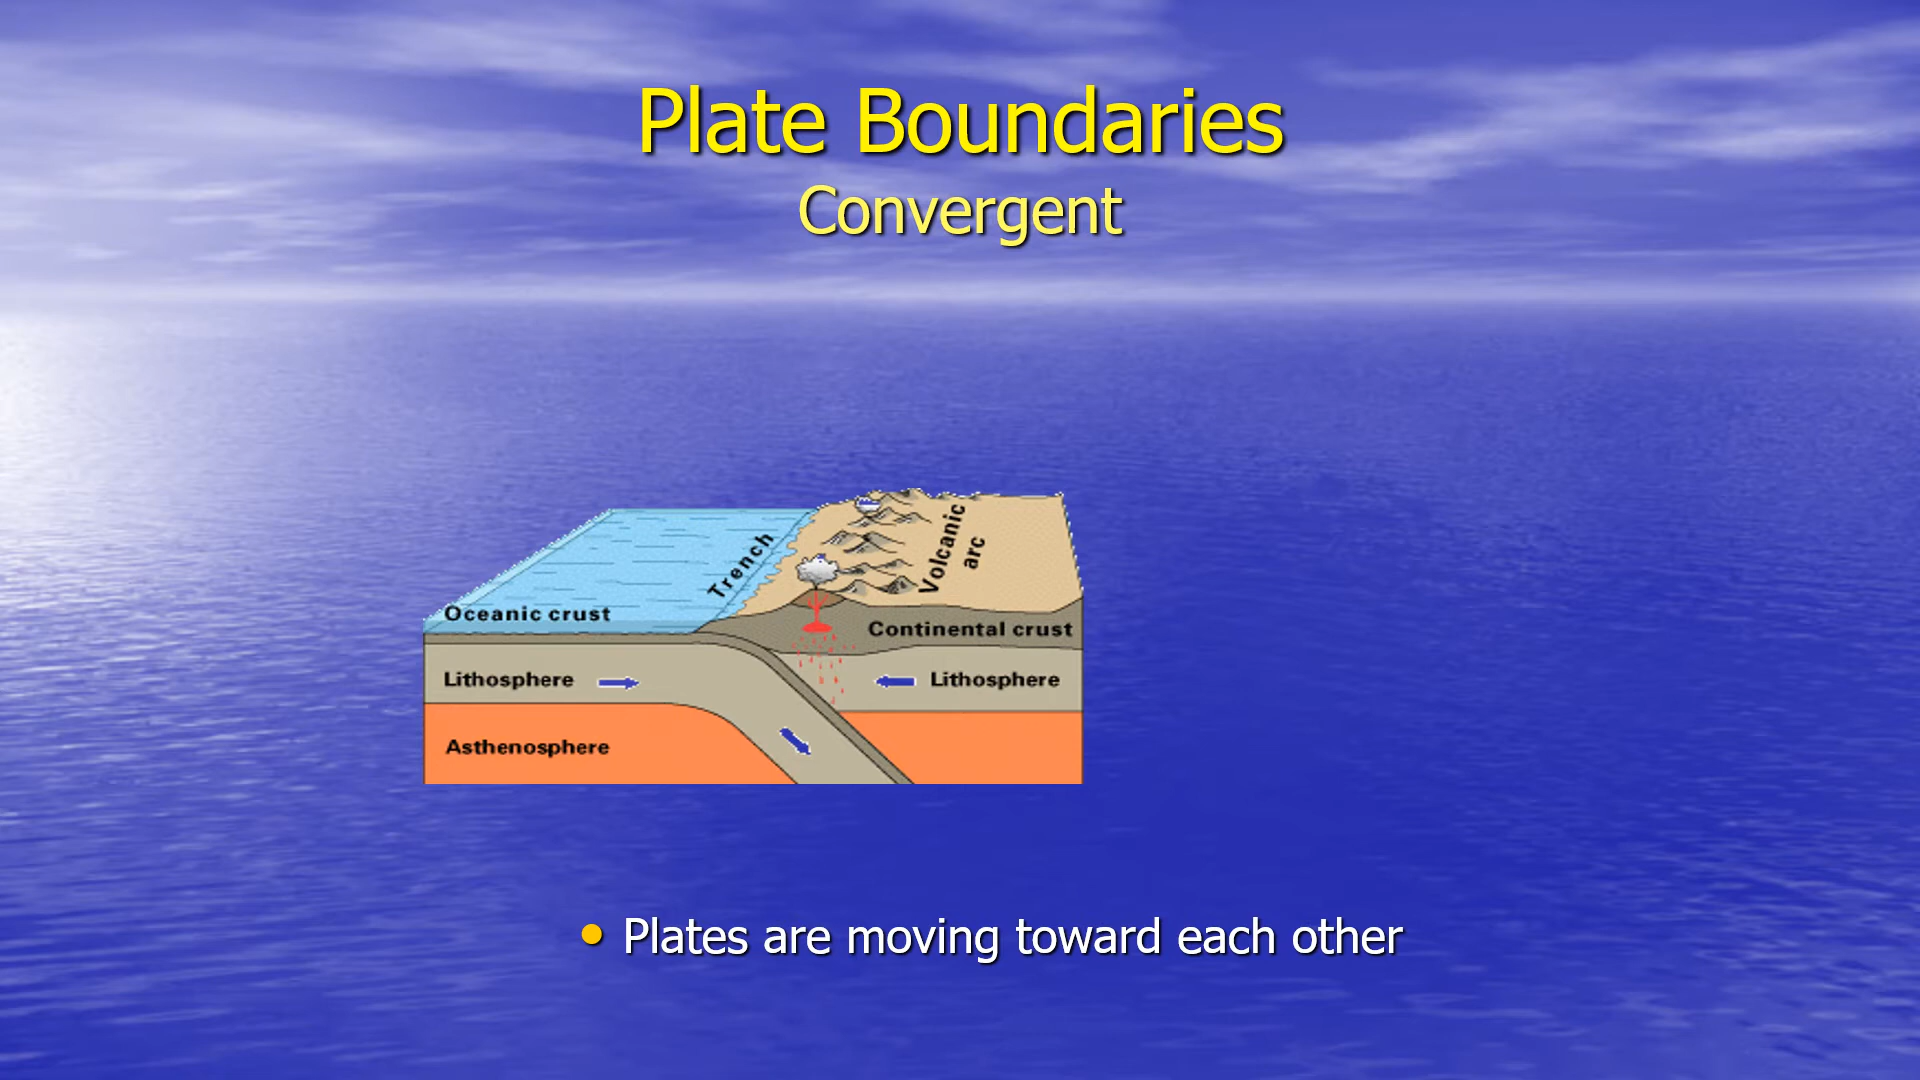 Plate Boundaries
Convergent
Trench
Volcanic
arc
Oceanic crust
Continental crust
Lithosphere
Lithosphere
Asthenosphere
• Plates are moving toward each other